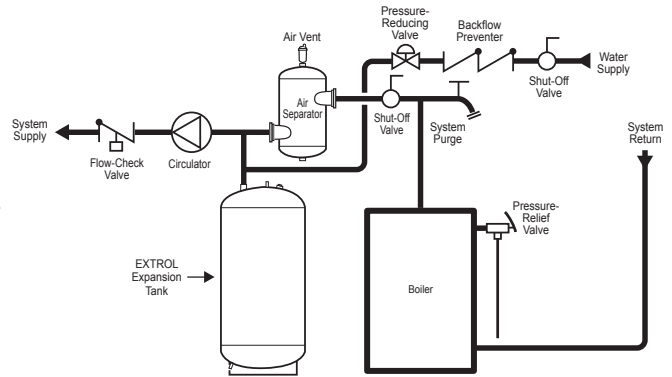 Pressure-
Reducing
Valve
Backflow
Preventer
Air Vent
Water
Supply
Shut-Off
Valve
Air
Separator
Shut-Off
Valve
System
Purge
System
Supply
System
Return
Flow-Check
Valve
Circulator
Pressure-
Relief
Valve
EXTROL
Expansion
Tank
Boiler